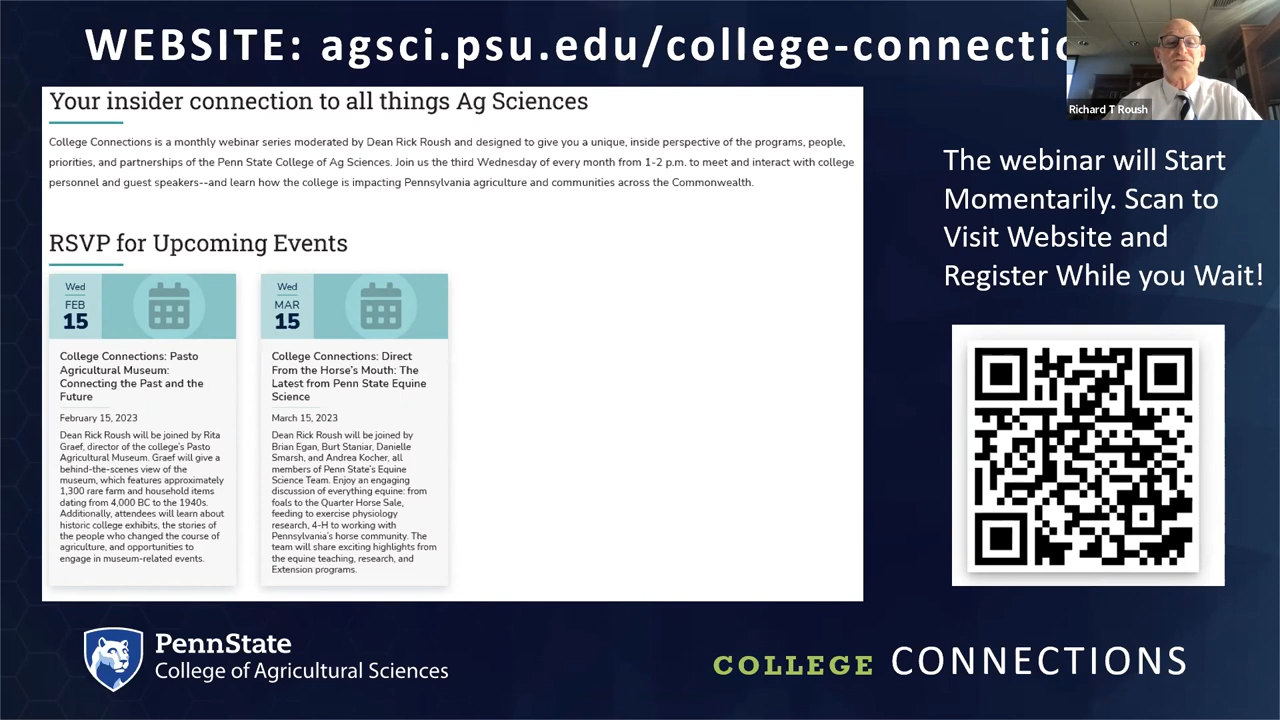 WEBSITE: agsci.psu.edu/college-connectio
Richard T Roush
Your insider connection to all things Ag Sciences
College Connections is a monthly webinar series moderated by Dean Rick Roush and designed to give you a unique, inside perspective of the programs, people,
priorities, and partnerships of the Penn State College of Ag Sciences. Join us the third Wednesday of every month from 1-2 p.m. to meet and interact with college
personnel and guest speakers--and learn how the college is impacting Pennsylvania agriculture and communities across the Commonwealth.
RSVP for Upcoming Events
Wed
FEB
15
College Connections: Pasto
Agricultural Museum:
Connecting the Past and the
Future
February 15, 2023
Dean Rick Roush will be joined by Rita
Graef, director of the college's Pasto
Agricultural Museum. Graef will give a
behind-the-scenes view of the
museum, which features approximately
1,300 rare farm and household items
dating from 4,000 BC to the 1940s.
Additionally, attendees will learn about
historic college exhibits, the stories of
the people who changed the course of
agriculture, and opportunities to
engage in museum-related events.
Wed
MAR
15
College Connections: Direct
From the Horse's Mouth: The
Latest from Penn State Equine
Science
March 15, 2023
Dean Rick Roush will be joined by
Brian Egan, Burt Staniar, Danielle
Smarsh, and Andrea Kocher, all
members of Penn State's Equine
Science Team. Enjoy an engaging
discussion of everything equine: from
foals to the Quarter Horse Sale,
feeding to exercise physiology
research, 4-H to working with
Pennsylvania's horse community. The
team will share exciting highlights from
the equine teaching, research, and
Extension programs.
The webinar will Start
Momentarily. Scan to
Visit Website and
Register While you Wait!
PennState
College of Agricultural Sciences
COLLEGE CONNECTIONS